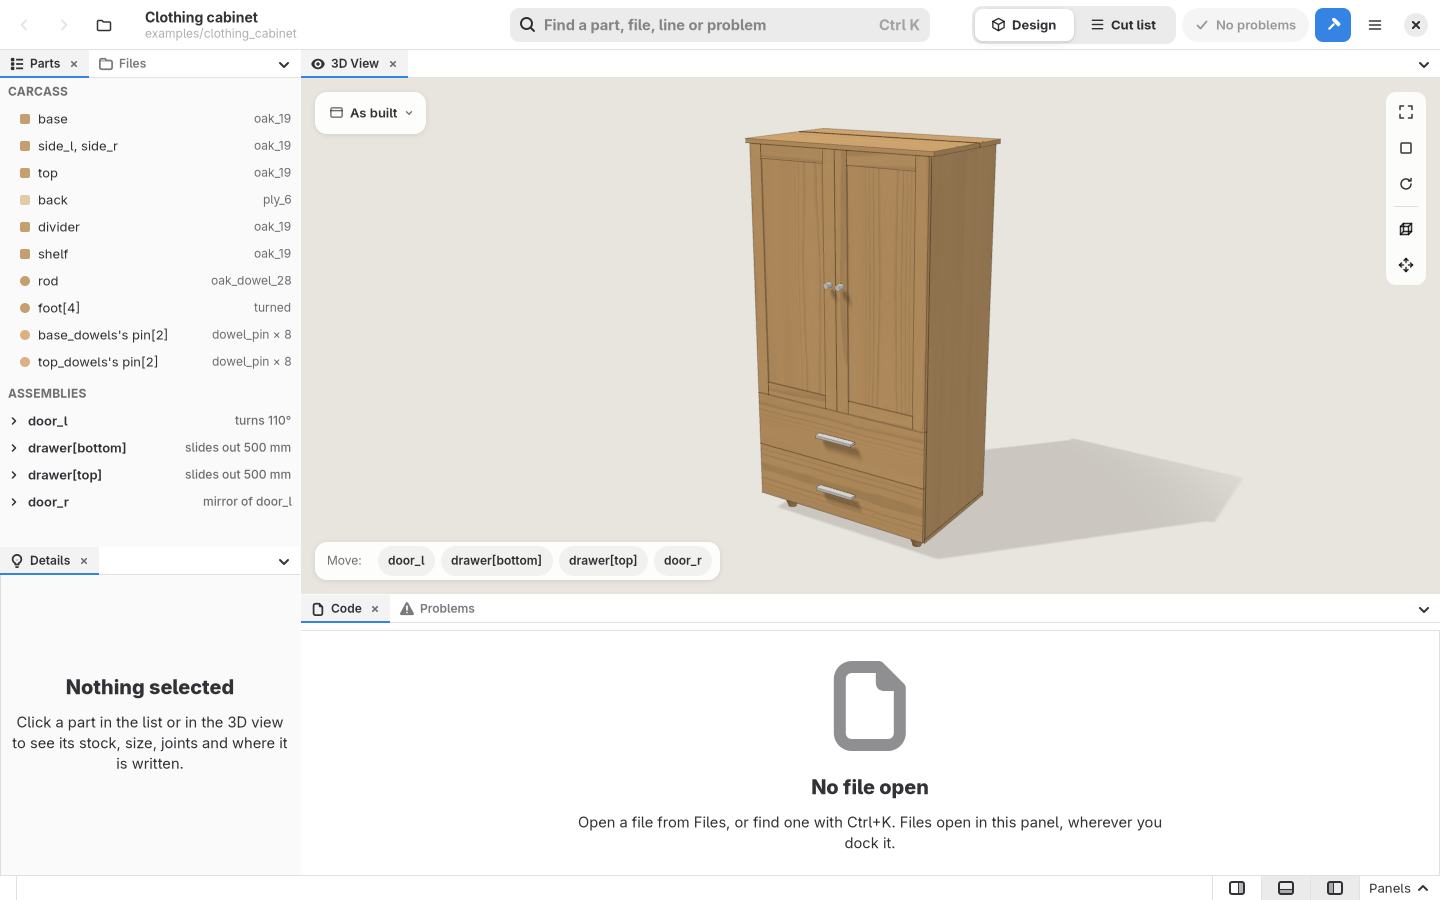 Clothing cabinet
examples/clothing_cabinet
Find a part, file, line or problem
Ctrl K
Design
Cut list
No problems
Parts
Files
3D View
CARCASS
base
oak_19
side_l, side_r
oak_19
top
oak_19
back
ply_6
divider
oak_19
shelf
oak_19
rod
oak_dowel_28
foot[4]
turned
base_dowels's pin[2]
dowel_pin × 8
top_dowels's pin[2]
dowel_pin × 8
ASSEMBLIES
door_l
turns 110°
drawer[bottom]
slides out 500 mm
drawer[top]
slides out 500 mm
door_r
mirror of door_l
As built
Move:
door_l
drawer[bottom]
drawer[top]
door_r
Details
Nothing selected
Click a part in the list or in the 3D view
to see its stock, size, joints and where it
is written.
Code
Problems
No file open
Open a file from Files, or find one with Ctrl+K. Files open in this panel, wherever you
dock it.
Panels